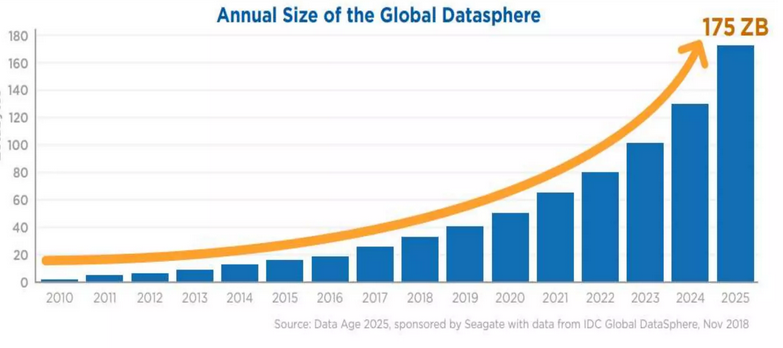 Annual Size of the Global Datasphere
175 ZB
180
160
140
120
100
80
60
40
20
0
2010 2011 2012 2013 2014 2015 2016 2017 2018 2019 2020 2021 2022 2023 2024 2025
Source: Data Age 2025, sponsored by Seagate with data from IDC Global DataSphere, Nov 2018